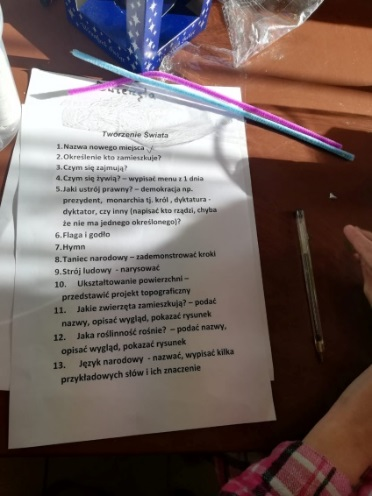 Tworzenie Świata
1.Nazwa nowego miejsca
2.Określenie kto zamieszkuje?
3.Czym się zajmują?
4.Czym się żywią? – wypisać menu z 1 dnia
5.Jaki ustrój prawny? – demokracja np.
prezydent, monarchia tj. król , dyktatura -
dyktator, czy inny (napisać kto rządzi, chyba
że nie ma jednego określonego)?
6.Flaga i godło
7.Hymn
8.Taniec narodowy – zademonstrować kroki
9.Strój ludowy - narysować
10. Ukształtowanie powierzchni –
przedstawić projekt topograficzny
11. Jakie zwierzęta zamieszkują? – podać
nazwy, opisać wygląd, pokazać rysunek
12. Jaka roślinność rośnie? – podać nazwy,
opisać wygląd, pokazać rysunek
13. Język narodowy - nazwać, wypisać kilka
przykładowych słów i ich znaczenie